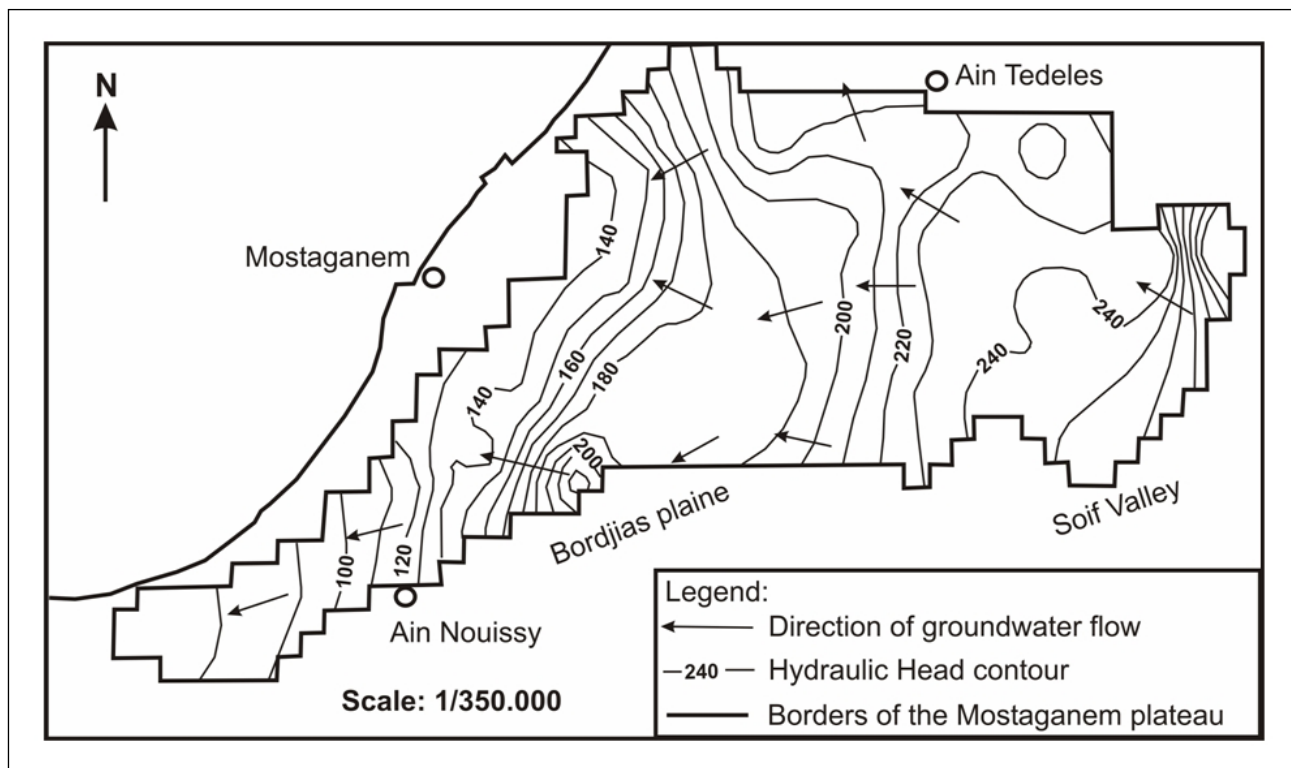 N
Ain Tedeles
Mostaganem
140
200
220
240
240
160
180
140
200
100
120
Bordjias plaine
Soif Valley
Ain Nouissy
Scale: 1/350.000
Legend:
Direction of groundwater flow
240 Hydraulic Head contour
Borders of the Mostaganem plateau